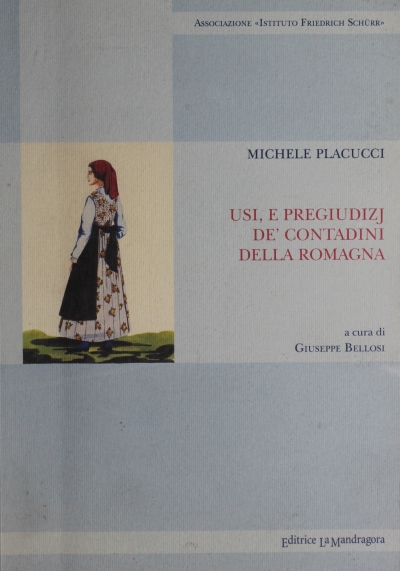 ASSOCIAZIONE «ISTITUTO FRIEDRICH SCHÜRR»
MICHELE PLACUCCI
USI, E PREGIUDIZJ
DE' CONTADINI
DELLA ROMAGNA
a cura di
GIUSEPPE BELLOSI
Editrice La Mandragora